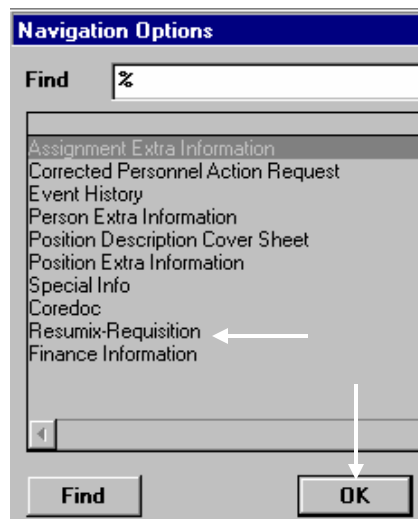 Navigation Options
Find %
Assignment Extra Information
Corrected Personnel Action Request
Event History
Person Extra Information
Position Description Cover Sheet
Position Extra Information
Special Info
Coredoc
Resumix-Requisition
Finance Information
Find OK